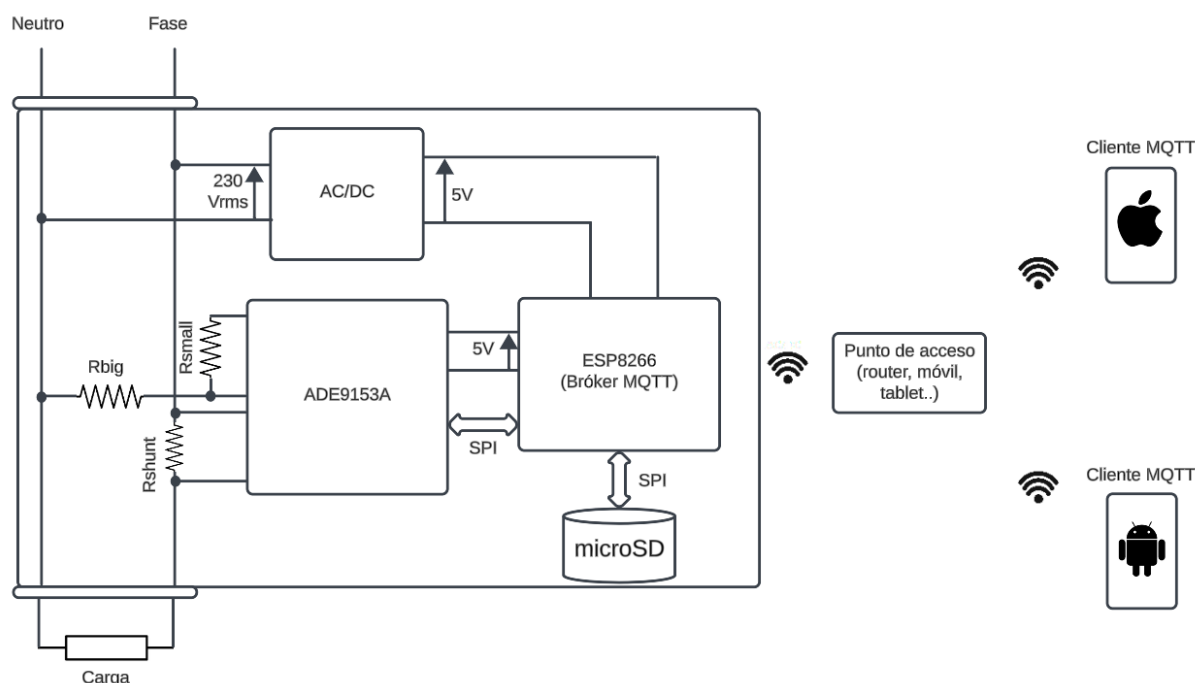 Neutro
Fase
AC/DC
230
Vrms
5V
Cliente MQTT
Rsmall
Rbig
ADE9153A
5V
ESP8266
(Bróker MQTT)
Punto de acceso
(router, móvil,
tablet..)
Rshunt
SPI
SPI
Cliente MQTT
microSD
Carga